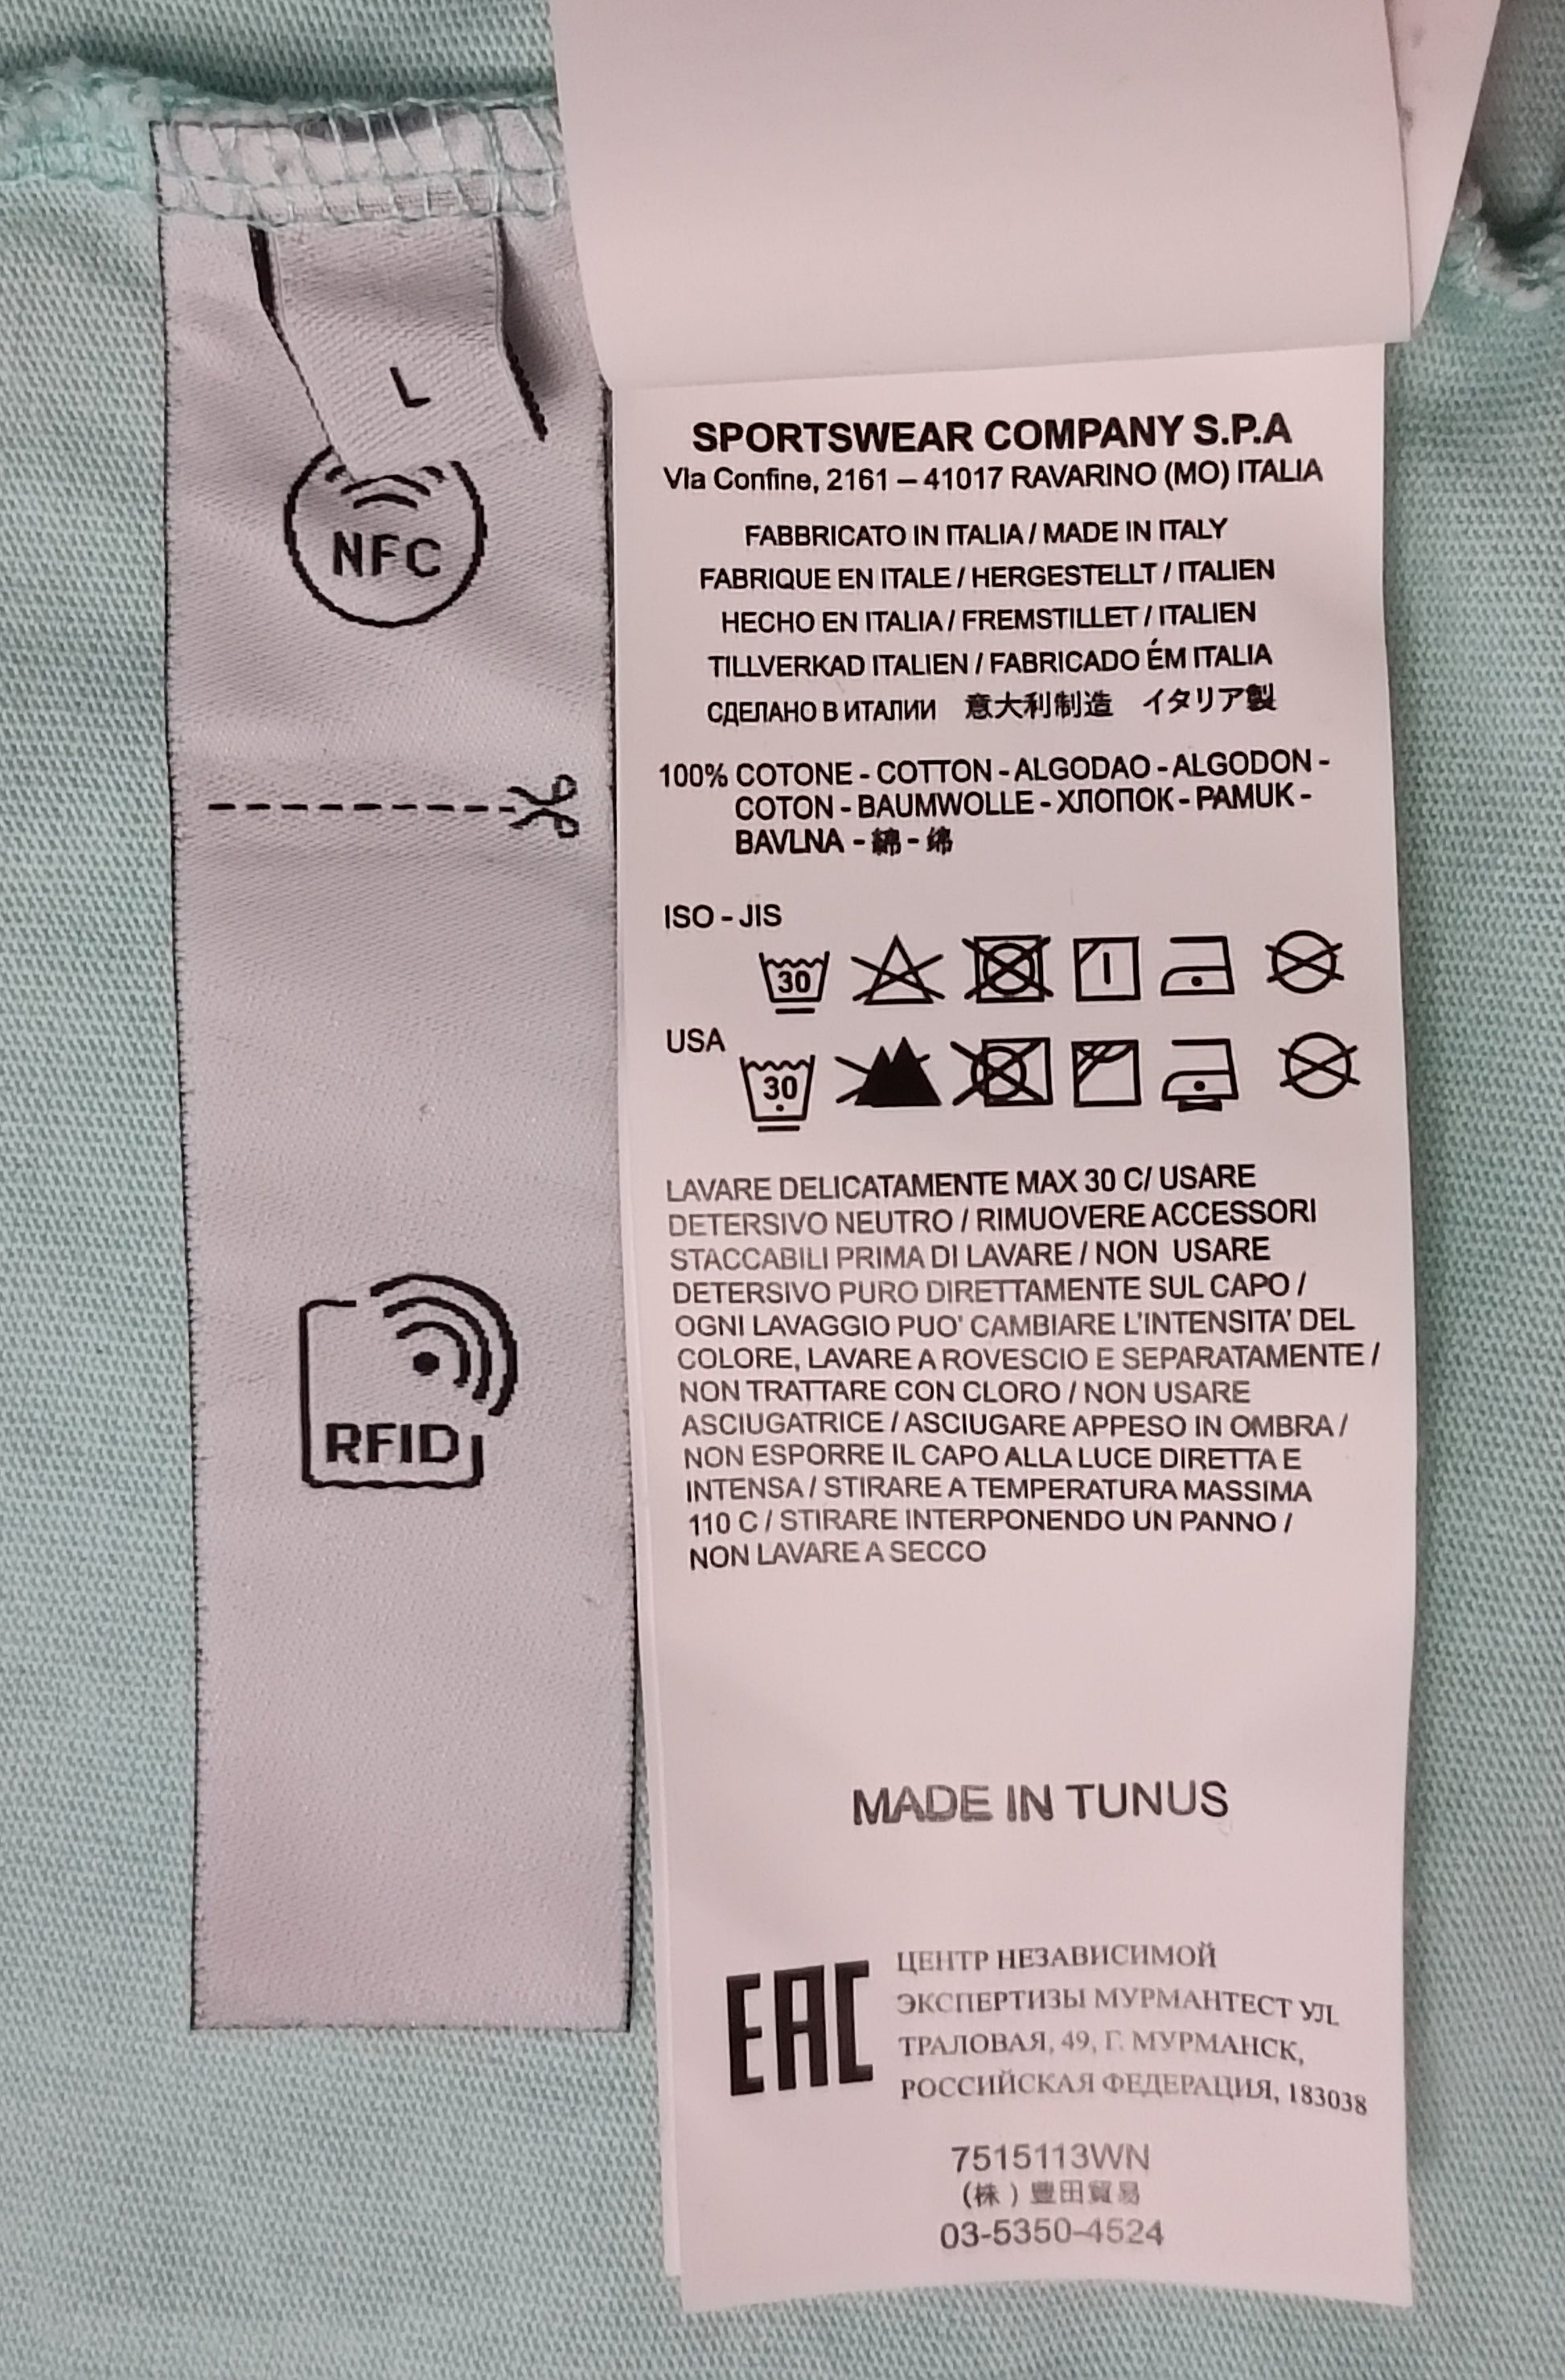 L
NFC
RFID
SPORTSWEAR COMPANY S.P.A
VIa Confine, 2161 – 41017 RAVARINO (MO) ITALIA
FABBRICATO IN ITALIA / MADE IN ITALY
FABRIQUE EN ITALE / HERGESTELLT / ITALIEN
HECHO EN ITALIA / FREMSTILLET / ITALIEN
TILLVERKAD ITALIEN / FABRICADO ÉM ITALIA
СДЕЛАНО В ИТАЛИИ 意大利制造 イタリア製
100% COTONE - COTTON - ALGODAO - ALGODON -
COTON - BAUMWOLLE - ХЛОПОК - PAMUK -
BAVLNA - 綿 - 绵
ISO - JIS
30
USA
30
LAVARE DELICATAMENTE MAX 30 C/ USARE
DETERSIVO NEUTRO / RIMUOVERE ACCESSORI
STACCABILI PRIMA DI LAVARE / NON USARE
DETERSIVO PURO DIRETTAMENTE SUL CAPO /
OGNI LAVAGGIO PUO' CAMBIARE L'INTENSITA' DEL
COLORE, LAVARE A ROVESCIO E SEPARATAMENTE /
NON TRATTARE CON CLORO / NON USARE
ASCIUGATRICE / ASCIUGARE APPESO IN OMBRA /
NON ESPORRE IL CAPO ALLA LUCE DIRETTA E
INTENSA / STIRARE A TEMPERATURA MASSIMA
110 C / STIRARE INTERPONENDO UN PANNO /
NON LAVARE A SECCO
MADE IN TUNUS
EAC
ЦЕНТР НЕЗАВИСИМОЙ
ЭКСПЕРТИЗЫ МУРМАНТЕСТ УЛ.
ТРАЛОВАЯ, 49, Г. МУРМАНСК,
РОССИЙСКАЯ ФЕДЕРАЦИЯ, 183038
7515113WN
(株) 豊田貿易
03-5350-4524